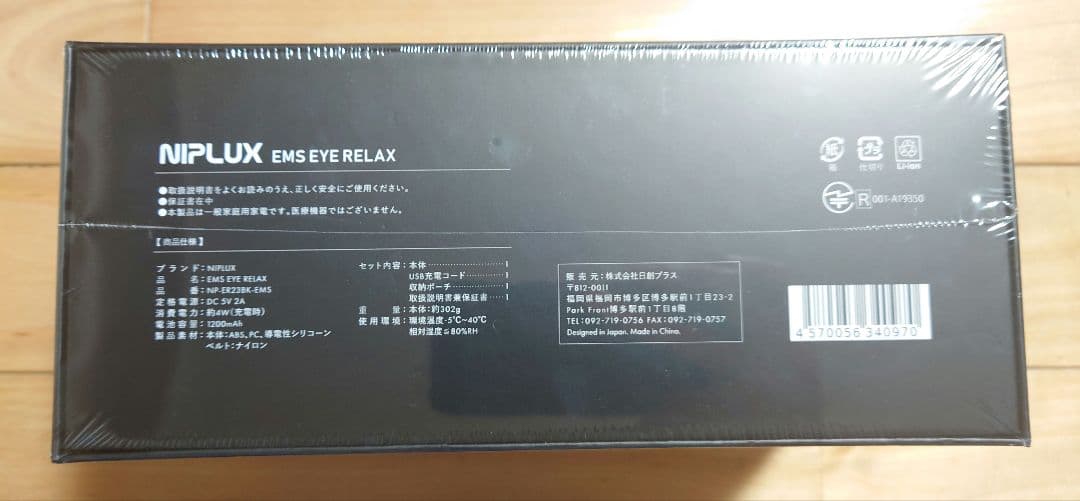 NIPLUX EMS EYE RELAX
●取扱説明書をよくお読みのうえ、正しく安全にご使用ください。
●保証書在中
●本製品は一般家庭用家電です。医療機器ではございません。
【商品仕様】
ブランド:NIPLUX
品名:EMS EYE RELAX
品番:NP-ER23BK-EMS
定格電源:DC 5V 2A
消費電力:約4W(充電時)
電池容量:1200mAh
製品素材:本体:ABS、PC、導電性シリコーン
ベルト:ナイロン
セット内容:本体……………………1
USB充電コード…………1
収納ポーチ………………1
取扱説明書兼保証書……1
重量:本体:約302g
使用環境:環境温度-5℃~40℃
相対湿度≦80%RH
販売元:株式会社日創プラス
〒812-0011
福岡県福岡市博多区博多駅前1丁目23-2
Park Front博多駅前1丁目8階
TEL:092-719-0756 FAX:092-719-0757
Designed in Japan. Made in China.
紙
箱
プラ
仕切り
Li-ion
R 001-A19350
4 570056 340970